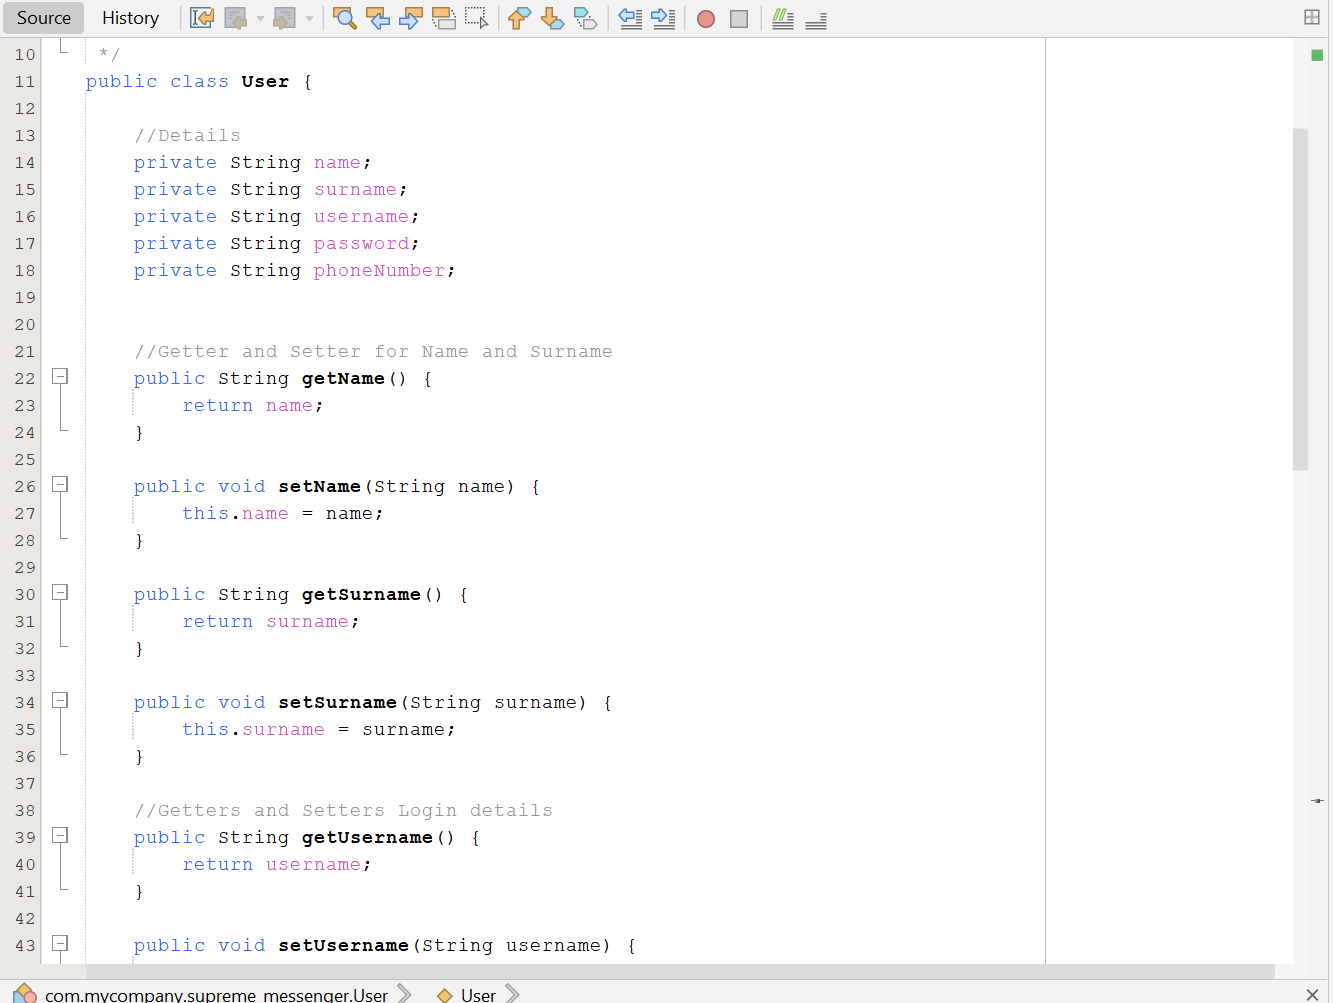 Source History
10 */
11 public class User {
12
13 //Details
14 private String name;
15 private String surname;
16 private String username;
17 private String password;
18 private String phoneNumber;
19
20
21 //Getter and Setter for Name and Surname
22 public String getName() {
23 return name;
24 }
25
26 public void setName(String name) {
27 this.name = name;
28 }
29
30 public String getSurname() {
31 return surname;
32 }
33
34 public void setSurname(String surname) {
35 this.surname = surname;
36 }
37
38 //Getters and Setters Login details
39 public String getUsername() {
40 return username;
41 }
42
43 public void setUsername(String username) {
com.mycompany.supreme_messenger.User User